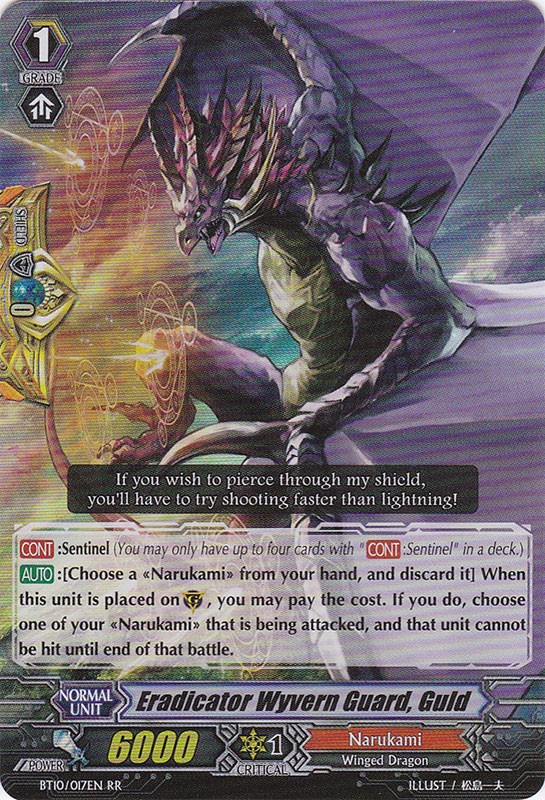 1
GRADE
SHIELD
0
If you wish to pierce through my shield,
you'll have to try shooting faster than lightning!
CONT :Sentinel (You may only have up to four cards with "CONT :Sentinel" in a deck.)
AUTO :[Choose a «Narukami» from your hand, and discard it] When
this unit is placed on G, you may pay the cost. If you do, choose
one of your «Narukami» that is being attacked, and that unit cannot
be hit until end of that battle.
NORMAL
UNIT
Eradicator Wyvern Guard, Guld
POWER
6000
1
CRITICAL
Narukami
Winged Dragon
BT10/017EN RR
ILLUST / 松島一夫